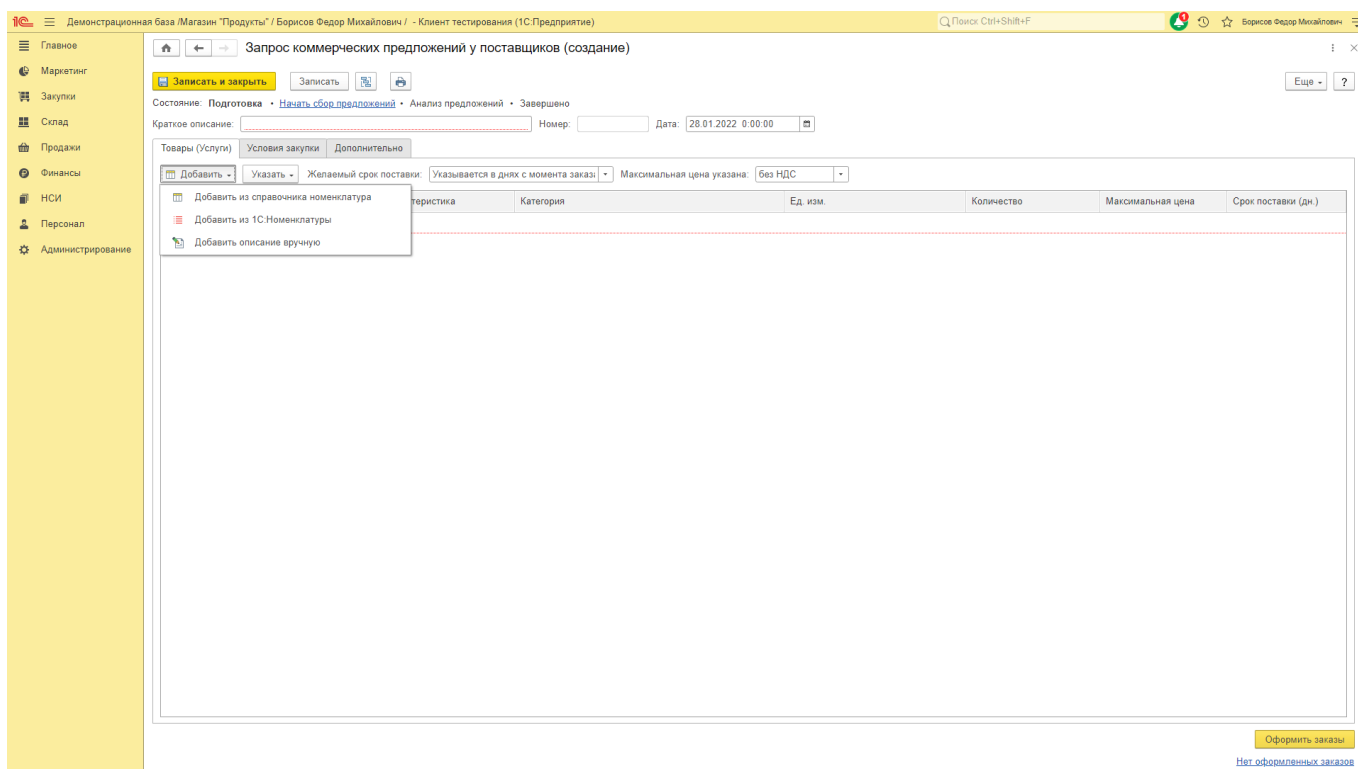 Демонстрационная база /Магазин "Продукты" / Борисов Федор Михайлович / - Клиент тестирования (1С:Предприятие)
Поиск Ctrl+Shift+F
1
Борисов Федор Михайлович
Главное
Маркетинг
Закупки
Склад
Продажи
Финансы
НСИ
Персонал
Администрирование
Запрос коммерческих предложений у поставщиков (создание)
Записать и закрыть
Записать
Еще
?
Состояние: Подготовка • Начать сбор предложений • Анализ предложений • Завершено
Краткое описание:
Номер:
Дата: 28.01.2022 0:00:00
Товары (Услуги)
Условия закупки
Дополнительно
Добавить
Указать
Желаемый срок поставки: Указывается в днях с момента заказ
Максимальная цена указана: без НДС
Добавить из справочника номенклатура
Добавить из 1С:Номенклатуры
Добавить описание вручную
теристика
Категория
Ед. изм.
Количество
Максимальная цена
Срок поставки (дн.)
Оформить заказы
Нет оформленных заказов